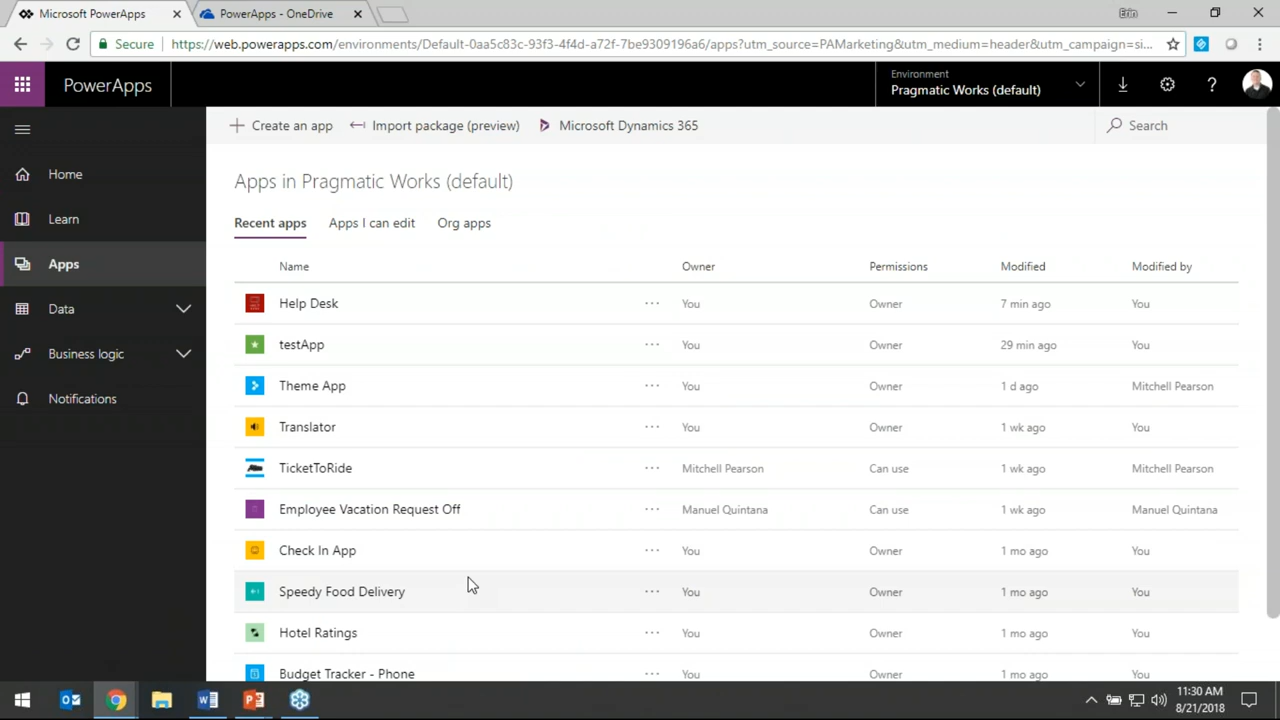 Microsoft PowerApps
PowerApps - OneDrive
Erin
Secure
https://web.powerapps.com/environments/Default-0aa5c83c-93f3-4f4d-a72f-7be9309196a6/apps?utm_source=PAMarketing&utm_medium=header&utm_campaign=si...
PowerApps
Environment
Pragmatic Works (default)
?
Create an app
Import package (preview)
Microsoft Dynamics 365
Search
Home
Learn
Apps
Data
Business logic
Notifications
Apps in Pragmatic Works (default)
Recent apps Apps I can edit Org apps
Name Owner Permissions Modified Modified by
Help Desk ... You Owner 7 min ago You
testApp ... You Owner 29 min ago You
Theme App ... You Owner 1 d ago Mitchell Pearson
Translator ... You Owner 1 wk ago You
TicketToRide ... Mitchell Pearson Can use 1 wk ago Mitchell Pearson
Employee Vacation Request Off ... Manuel Quintana Can use 1 wk ago Manuel Quintana
Check In App ... You Owner 1 mo ago You
Speedy Food Delivery ... You Owner 1 mo ago You
Hotel Ratings ... You Owner 1 mo ago You
Budget Tracker - Phone ... You Owner 1 mo ago You
11:30 AM
8/21/2018